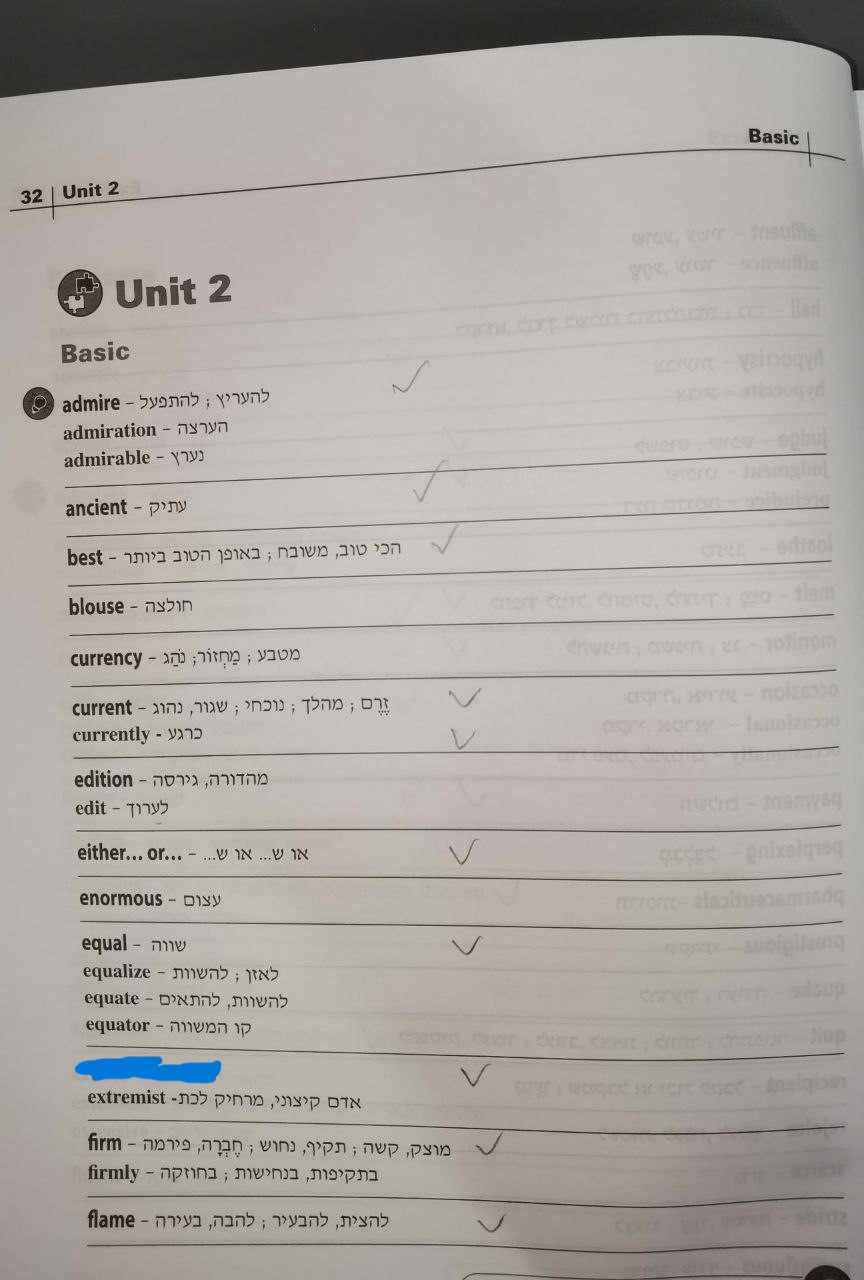 Basic
32 | Unit 2
Unit 2
Basic
admire – להעריץ ; להתפעל
admiration – הערצה
admirable – נערץ
ancient – עתיק
best – הכי טוב, משובח ; באופן הטוב ביותר
blouse – חולצה
currency – מטבע ; מַחְזוֹר; נֹהַג
current – זֶרֶם ; מהלך ; נוכחי ; שגור, נהוג
currently - כרגע
edition – מהדורה, גירסה
edit – לערוך
either... or... – או ש... או ש...
enormous – עצום
equal – שווה
equalize – לאזן ; להשוות
equate – להשוות, להתאים
equator – קו המשווה
extremist - אדם קיצוני, מרחיק לכת
firm – מוצק, קשה ; תקיף, נחוש ; חֶבְרָה, פירמה
firmly – בתקיפות, בנחישות ; בחוזקה
flame – להצית, להבעיר ; להבה, בעירה